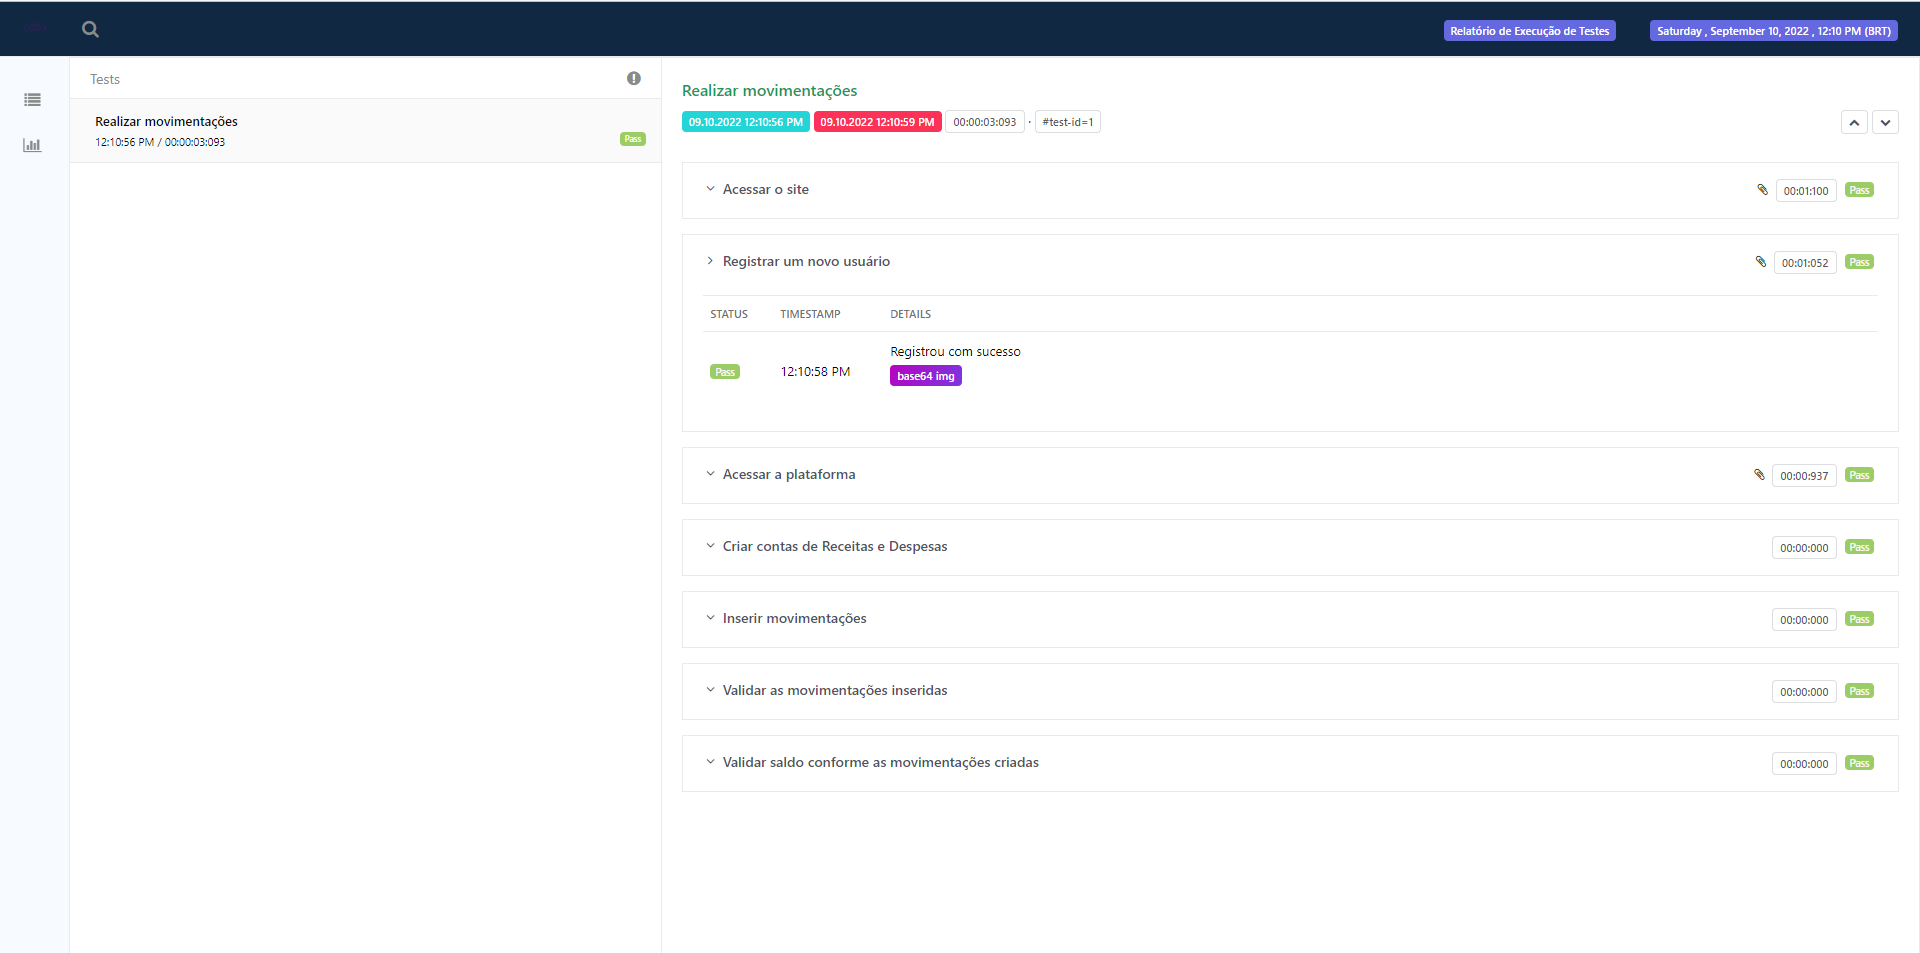 Relatório de Execução de Testes
Saturday , September 10, 2022 , 12:10 PM (BRT)
Tests
Realizar movimentações
12:10:56 PM / 00:00:03:093
Pass
Realizar movimentações
09.10.2022 12:10:56 PM 09.10.2022 12:10:59 PM 00:00:03:093 · #test-id=1
Acessar o site 00:01:100 Pass
Registrar um novo usuário 00:01:052 Pass
STATUS TIMESTAMP DETAILS
Registrou com sucesso
Pass 12:10:58 PM
base64 img
Acessar a plataforma 00:00:937 Pass
Criar contas de Receitas e Despesas 00:00:000 Pass
Inserir movimentações 00:00:000 Pass
Validar as movimentações inseridas 00:00:000 Pass
Validar saldo conforme as movimentações criadas 00:00:000 Pass